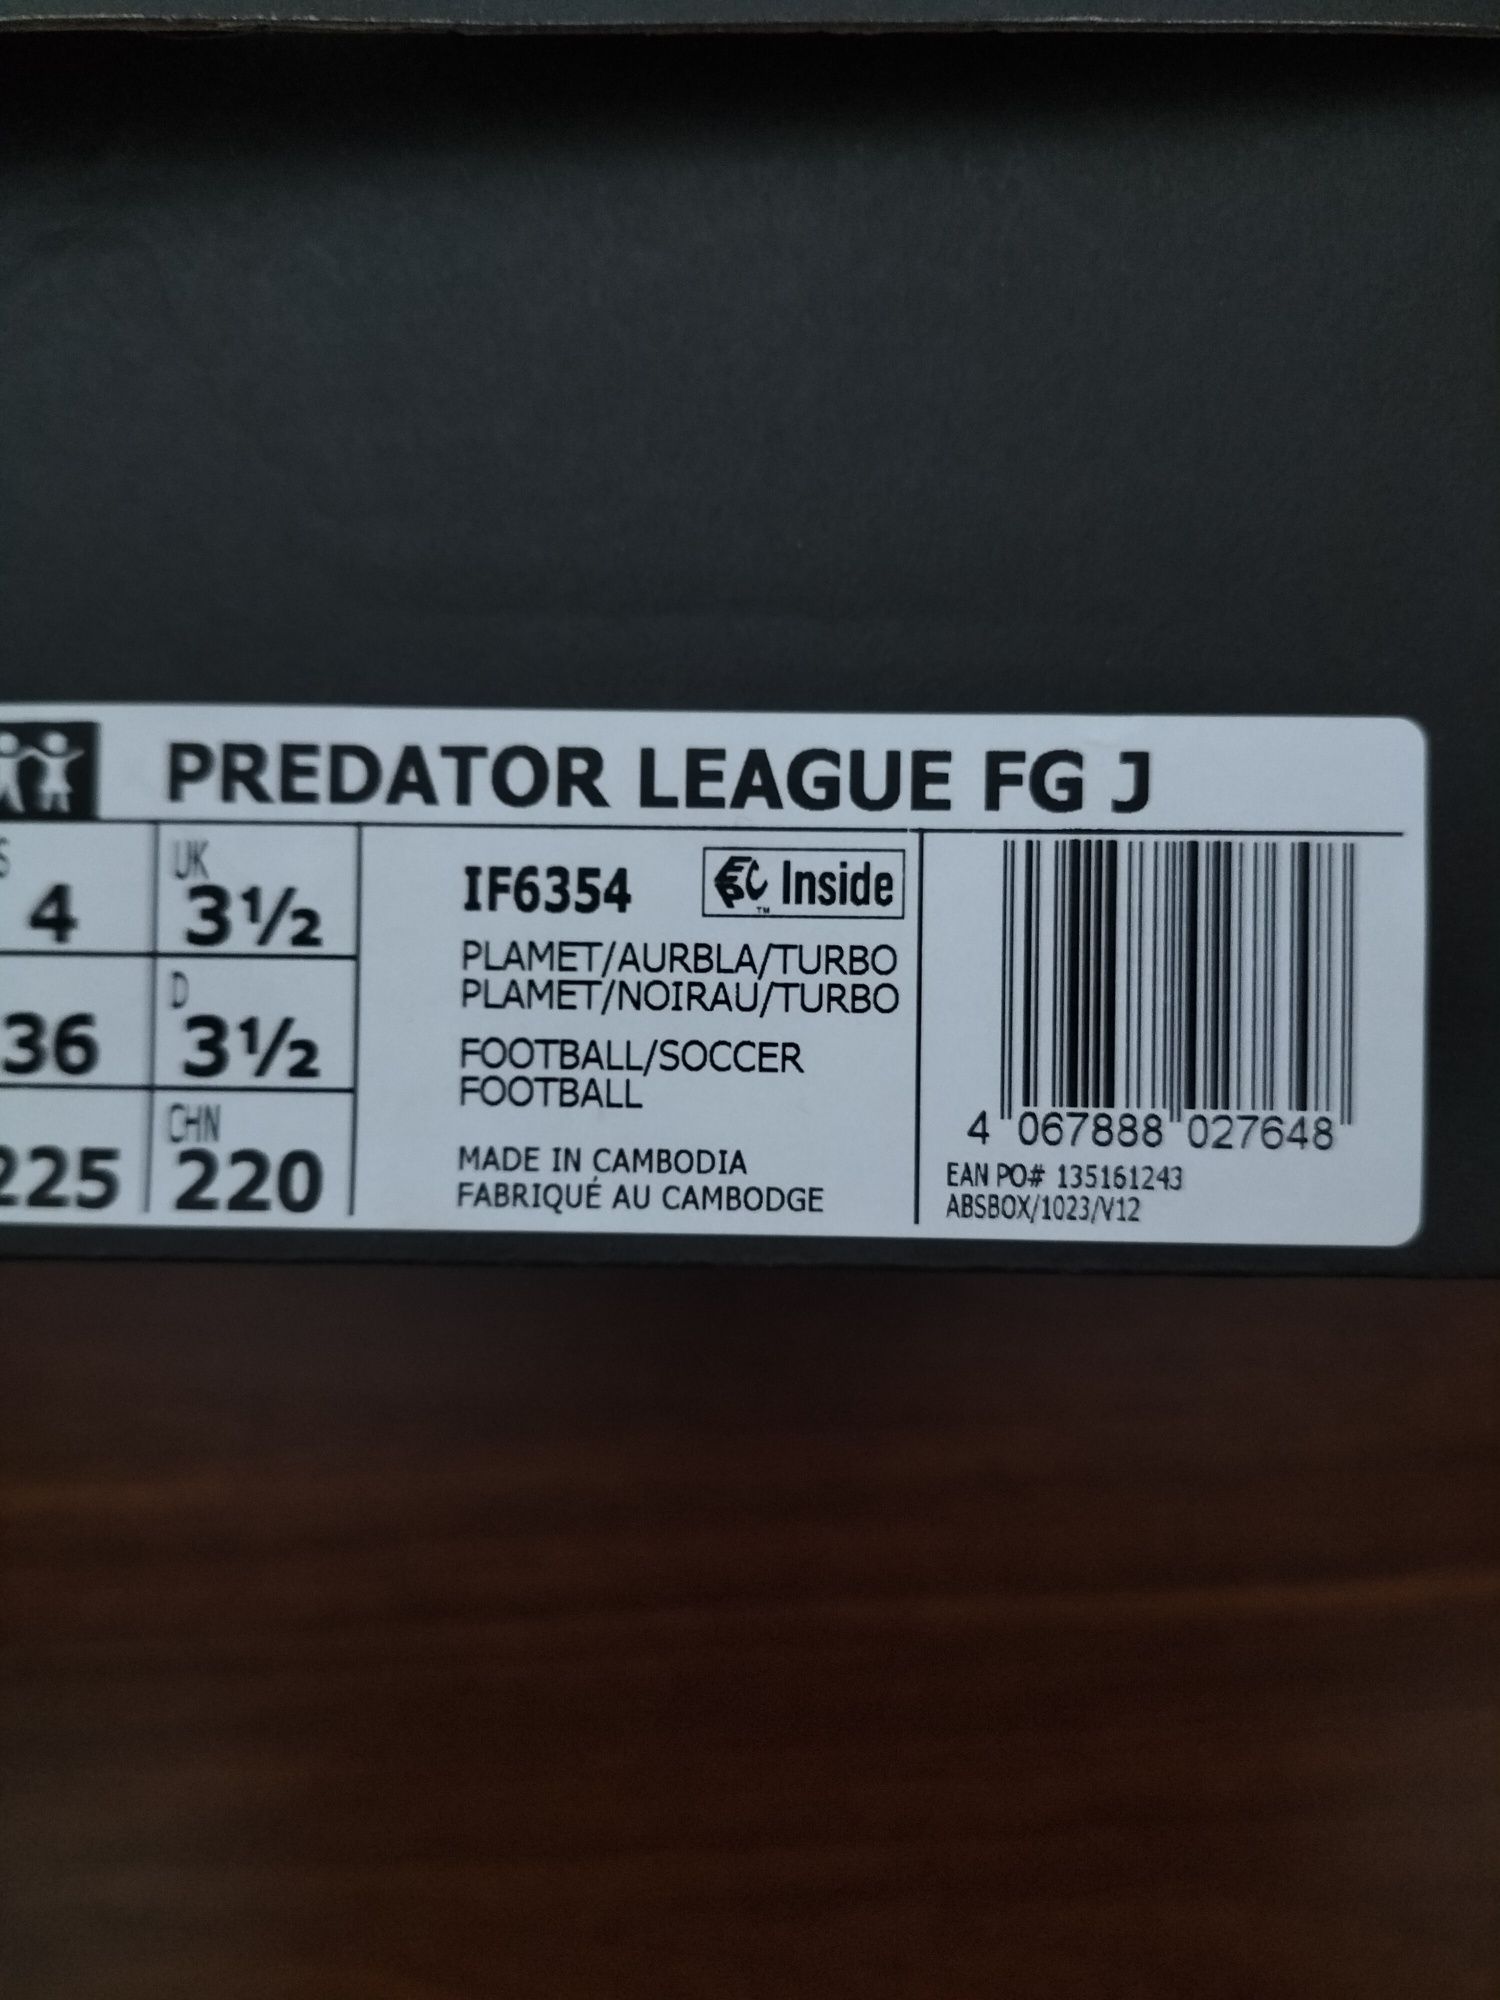 PREDATOR LEAGUE FG J
S UK
4 3½
D
36 3½
CHN
225 220
IF6354 Inside
™
PLAMET/AURBLA/TURBO
PLAMET/NOIRAU/TURBO
FOOTBALL/SOCCER
FOOTBALL
MADE IN CAMBODIA
FABRIQUÉ AU CAMBODGE
4 067888 027648
EAN PO# 135161243
ABSBOX/1023/V12